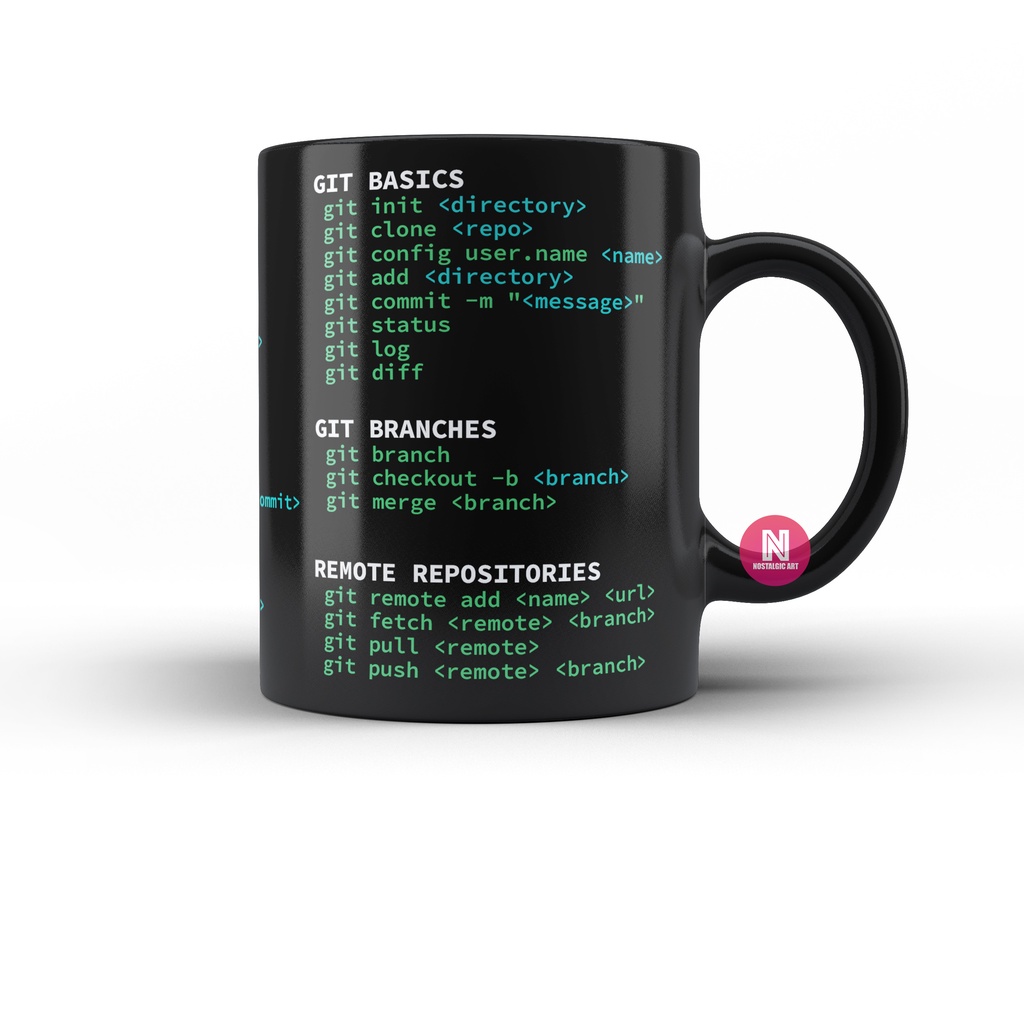 GIT BASICS
git init <directory>
git clone <repo>
git config user.name <name>
git add <directory>
git commit -m "<message>"
git status
git log
git diff
GIT BRANCHES
git branch
git checkout -b <branch>
git merge <branch>
REMOTE REPOSITORIES
git remote add <name> <url>
git fetch <remote> <branch>
git pull <remote>
git push <remote> <branch>
N
NOSTALGIC ART